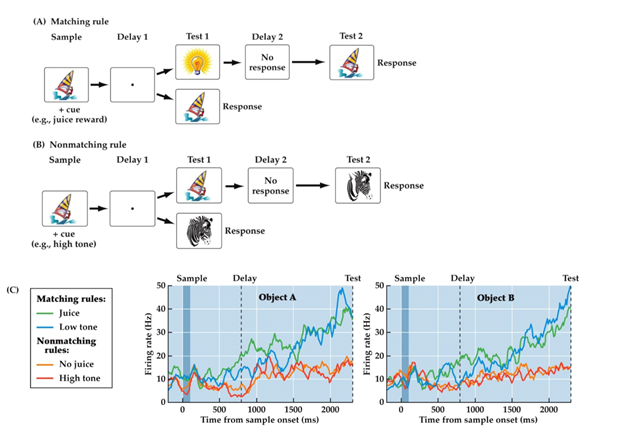 (A) Matching rule
Sample Delay 1 Test 1 Delay 2 Test 2
No
response
Response
+ cue
(e.g., juice reward)
Response
(B) Nonmatching rule
Sample Delay 1 Test 1 Delay 2 Test 2
No
response
Response
+ cue
(e.g., high tone)
Response
(C)
Matching rules:
Juice
Low tone
Nonmatching
rules:
No juice
High tone
Sample Delay Test
Object A
Firing rate (Hz)
50
40
30
20
10
0
0 500 1000 1500 2000
Time from sample onset (ms)
Sample Delay Test
Object B
Firing rate (Hz)
50
40
30
20
10
0
0 500 1000 1500 2000
Time from sample onset (ms)